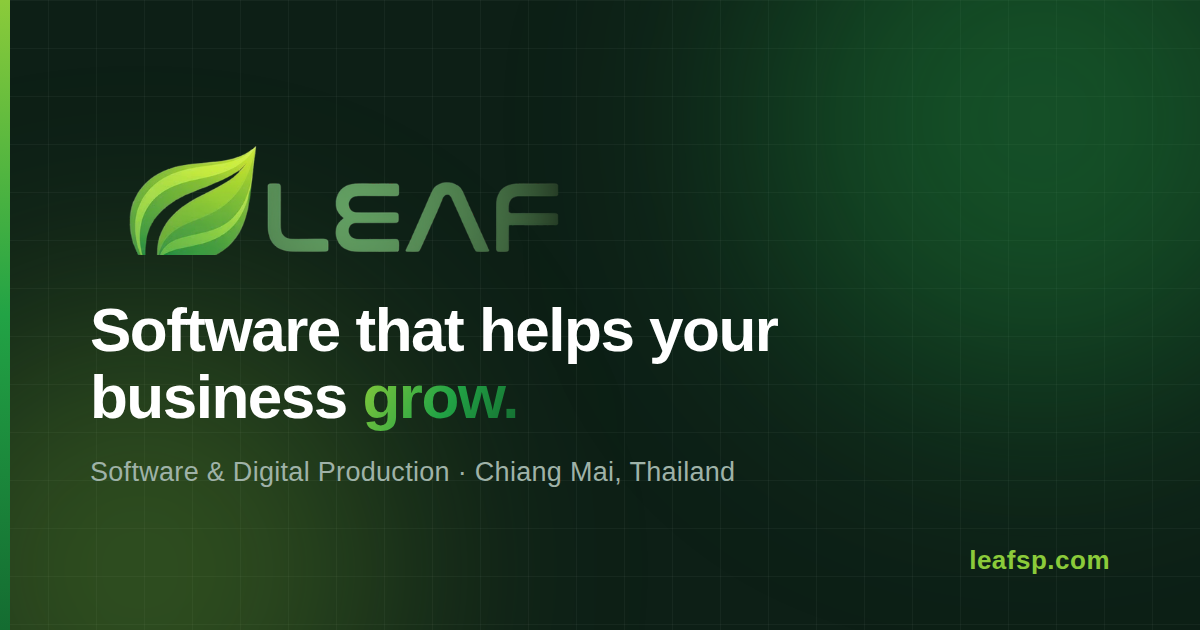 LEAF
Software that helps your
business grow.
Software & Digital Production · Chiang Mai, Thailand
leafsp.com